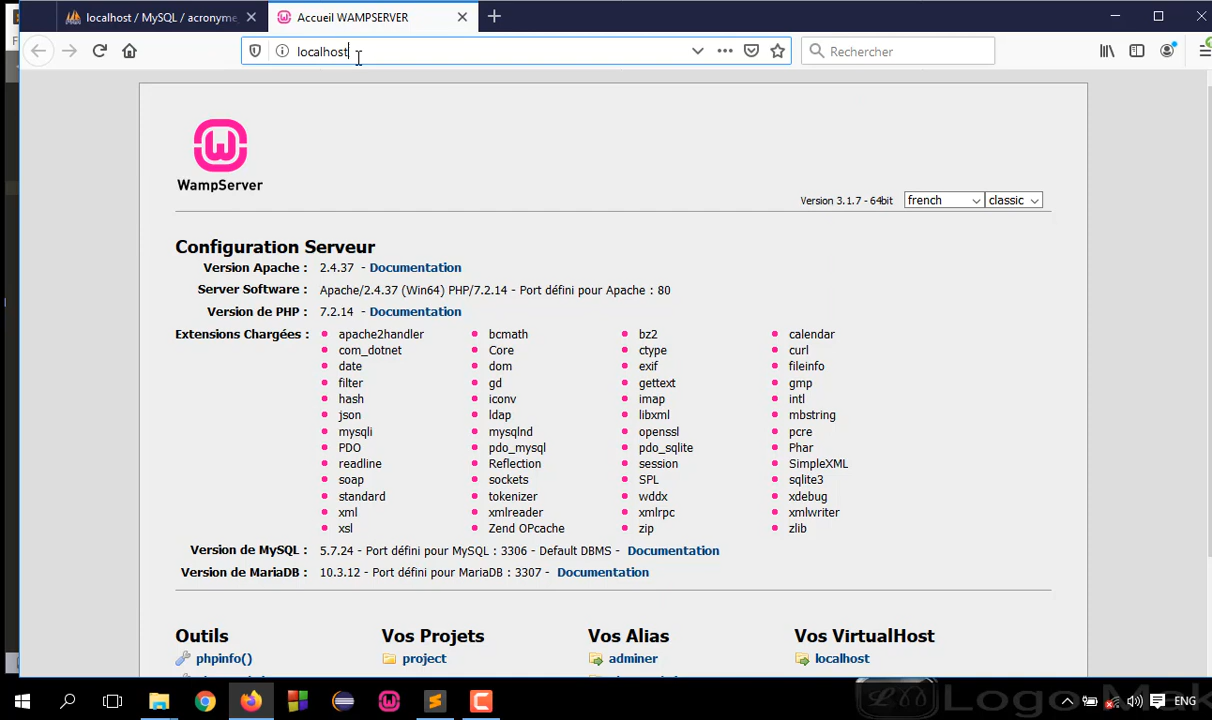 localhost / MySQL / acronyme
Accueil WAMPSERVER
localhost
Rechercher
WampServer
Version 3.1.7 - 64bit french classic
Configuration Serveur
Version Apache : 2.4.37 - Documentation
Server Software : Apache/2.4.37 (Win64) PHP/7.2.14 - Port défini pour Apache : 80
Version de PHP : 7.2.14 - Documentation
Extensions Chargées : apache2handler bcmath bz2 calendar
com_dotnet Core ctype curl
date dom exif fileinfo
filter gd gettext gmp
hash iconv imap intl
json ldap libxml mbstring
mysqli mysqlnd openssl pcre
PDO pdo_mysql pdo_sqlite Phar
readline Reflection session SimpleXML
soap sockets SPL sqlite3
standard tokenizer wddx xdebug
xml xmlreader xmlrpc xmlwriter
xsl Zend OPcache zip zlib
Version de MySQL : 5.7.24 - Port défini pour MySQL : 3306 - Default DBMS - Documentation
Version de MariaDB : 10.3.12 - Port défini pour MariaDB : 3307 - Documentation
Outils Vos Projets Vos Alias Vos VirtualHost
phpinfo() project adminer localhost
ENG